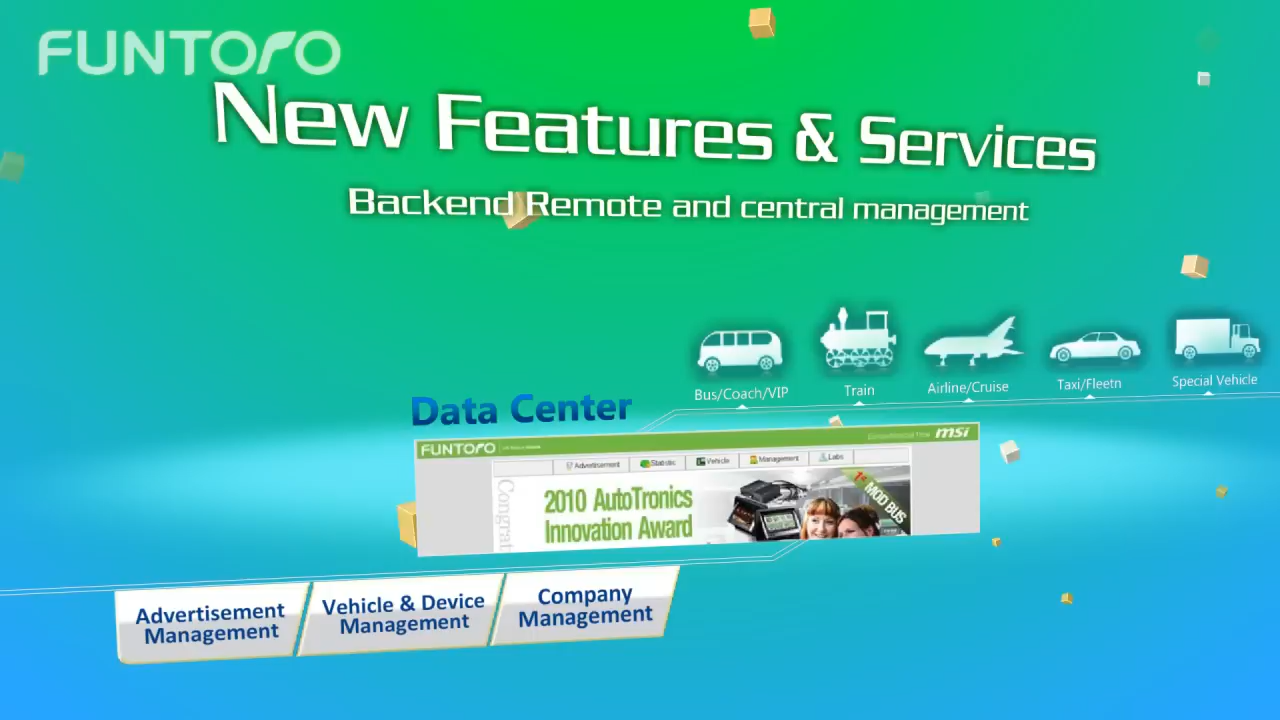 FUNTORO
New Features & Services
Backend Remote and central management
Bus/Coach/VIP
Train
Airline/Cruise
Taxi/Fleetn
Special Vehicle
Data Center
FUNTORO
msi
Advertisement
Statistic
Vehicle
Management
Labs
Congrat
2010 AutoTronics
Innovation Award
1st MOD BUS
Advertisement
Management
Vehicle & Device
Management
Company
Management